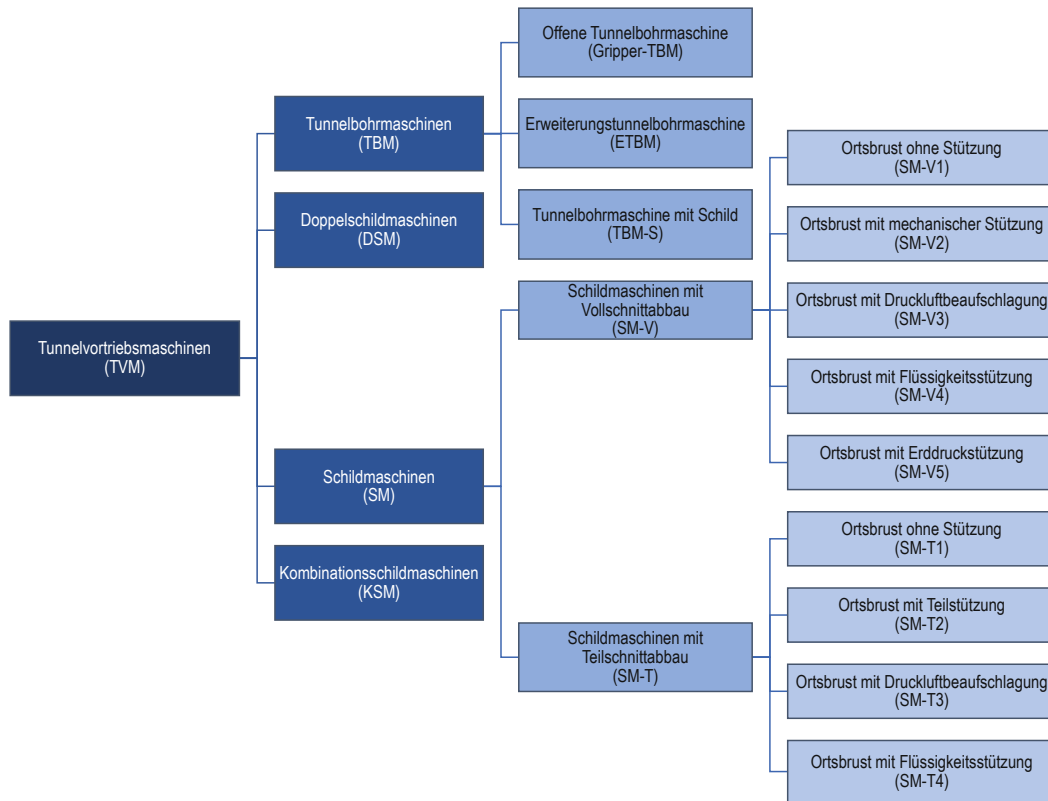 Tunnelvortriebsmaschinen
(TVM)
Tunnelbohrmaschinen
(TBM)
Doppelschildmaschinen
(DSM)
Schildmaschinen
(SM)
Kombinationsschildmaschinen
(KSM)
Offene Tunnelbohrmaschine
(Gripper-TBM)
Erweiterungstunnelbohrmaschine
(ETBM)
Tunnelbohrmaschine mit Schild
(TBM-S)
Schildmaschinen mit
Vollschnittabbau
(SM-V)
Schildmaschinen mit
Teilschnittabbau
(SM-T)
Ortsbrust ohne Stützung
(SM-V1)
Ortsbrust mit mechanischer Stützung
(SM-V2)
Ortsbrust mit Druckluftbeaufschlagung
(SM-V3)
Ortsbrust mit Flüssigkeitsstützung
(SM-V4)
Ortsbrust mit Erddruckstützung
(SM-V5)
Ortsbrust ohne Stützung
(SM-T1)
Ortsbrust mit Teilstützung
(SM-T2)
Ortsbrust mit Druckluftbeaufschlagung
(SM-T3)
Ortsbrust mit Flüssigkeitsstützung
(SM-T4)